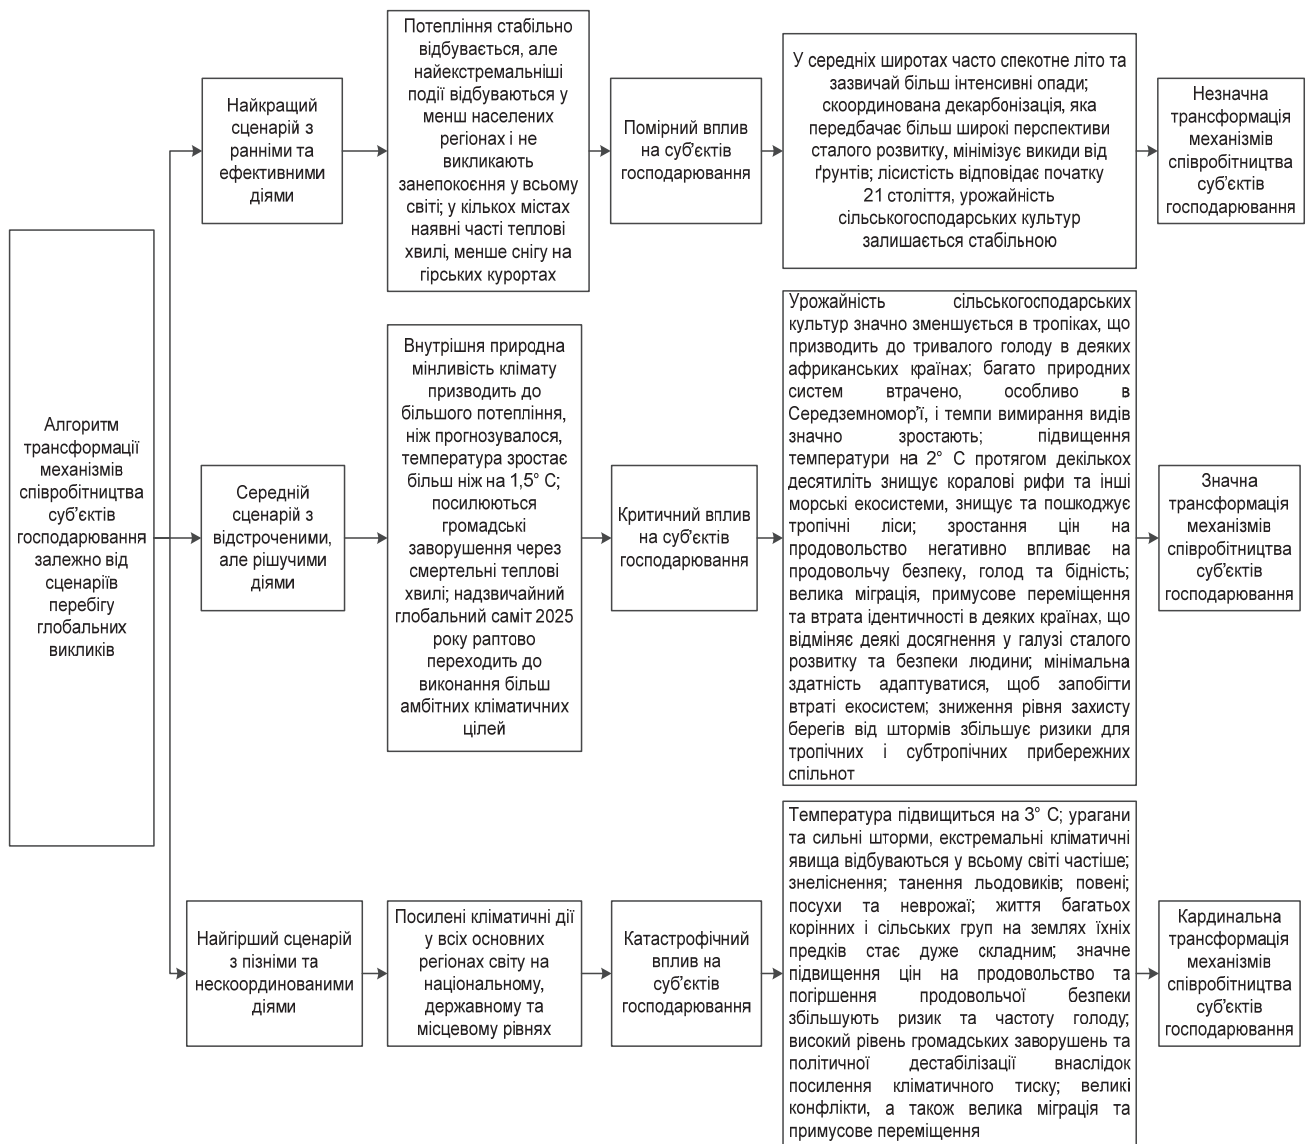 Алгоритм
трансформації
механізмів
співробітництва
суб’єктів
господарювання
залежно від
сценаріїв
перебігу
глобальних
викликів
Найкращий
сценарій з
ранніми та
ефективними
діями
Потепління стабільно
відбувається, але
найекстремальніші
події відбуваються у
менш населених
регіонах і не
викликають
занепокоєння у всьому
світі; у кількох містах
наявні часті теплові
хвилі, менше снігу на
гірських курортах
Помірний вплив
на суб’єктів
господарювання
У середніх широтах часто спекотне літо та
зазвичай більш інтенсивні опади;
скоординована декарбонізація, яка
передбачає більш широкі перспективи
сталого розвитку, мінімізує викиди від
ґрунтів; лісистість відповідає початку
21 століття, урожайність
сільськогосподарських культур
залишається стабільною
Незначна
трансформація
механізмів
співробітництва
суб’єктів
господарювання
Середній
сценарій з
відстроченими,
але рішучими
діями
Внутрішня природна
мінливість клімату
призводить до
більшого потепління,
ніж прогнозувалося,
температура зростає
більш ніж на 1,5° С;
посилюються
громадські
заворушення через
смертельні теплові
хвилі; надзвичайний
глобальний саміт 2025
року раптово
переходить до
виконання більш
амбітних кліматичних
цілей
Критичний вплив
на суб’єктів
господарювання
Урожайність сільськогосподарських
культур значно зменшується в тропіках, що
призводить до тривалого голоду в деяких
африканських країнах; багато природних
систем втрачено, особливо в
Середземномор’ї, і темпи вимирання видів
значно зростають; підвищення
температури на 2° С протягом декількох
десятиліть знищує коралові рифи та інші
морські екосистеми, знищує та пошкоджує
тропічні ліси; зростання цін на
продовольство негативно впливає на
продовольчу безпеку, голод та бідність;
велика міграція, примусове переміщення
та втрата ідентичності в деяких країнах, що
відміняє деякі досягнення у галузі сталого
розвитку та безпеки людини; мінімальна
здатність адаптуватися, щоб запобігти
втраті екосистем; зниження рівня захисту
берегів від штормів збільшує ризики для
тропічних і субтропічних прибережних
спільнот
Значна
трансформація
механізмів
співробітництва
суб’єктів
господарювання
Найгірший сценарій
з пізніми та
нескоординованими
діями
Посилені кліматичні дії
у всіх основних
регіонах світу на
національному,
державному та
місцевому рівнях
Катастрофічний
вплив на
суб’єктів
господарювання
Температура підвищиться на 3° С; урагани
та сильні шторми, екстремальні кліматичні
явища відбуваються у всьому світі частіше;
знеліснення; танення льодовиків; повені;
посухи та неврожаї; життя багатьох
корінних і сільських груп на землях їхніх
предків стає дуже складним; значне
підвищення цін на продовольство та
погіршення продовольчої безпеки
збільшують ризик та частоту голоду;
високий рівень громадських заворушень та
політичної дестабілізації внаслідок
посилення кліматичного тиску; великі
конфлікти, а також велика міграція та
примусове переміщення
Кардинальна
трансформація
механізмів
співробітництва
суб’єктів
господарювання